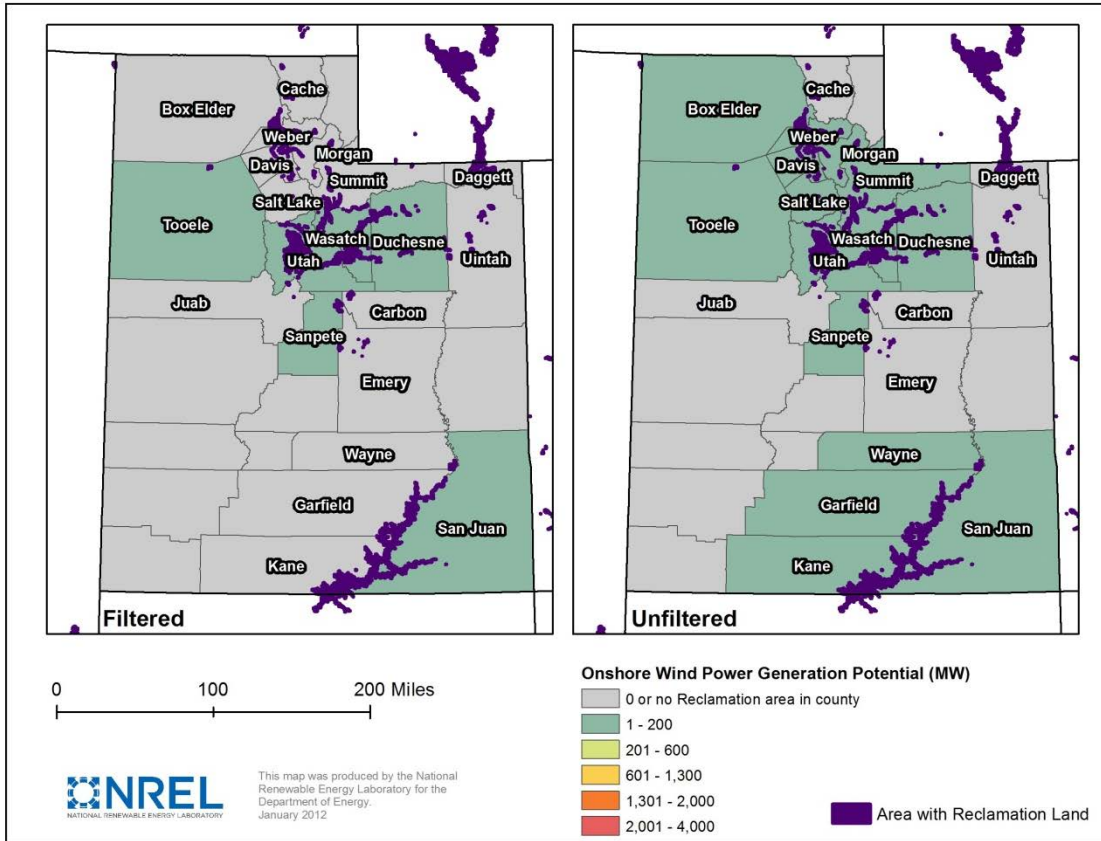 Cache
Box Elder
Weber
Morgan
Davis
Summit
Daggett
Salt Lake
Tooele
Wasatch
Duchesne
Utah
Uintah
Juab
Carbon
Sanpete
Emery
Wayne
Garfield
San Juan
Kane
Filtered
Cache
Box Elder
Weber
Morgan
Davis
Summit
Daggett
Salt Lake
Tooele
Wasatch
Duchesne
Utah
Uintah
Juab
Carbon
Sanpete
Emery
Wayne
Garfield
San Juan
Kane
Unfiltered
0 100 200 Miles
NREL
NATIONAL RENEWABLE ENERGY LABORATORY
This map was produced by the National
Renewable Energy Laboratory for the
Department of Energy.
January 2012
Onshore Wind Power Generation Potential (MW)
0 or no Reclamation area in county
1 - 200
201 - 600
601 - 1,300
1,301 - 2,000
2,001 - 4,000
Area with Reclamation Land